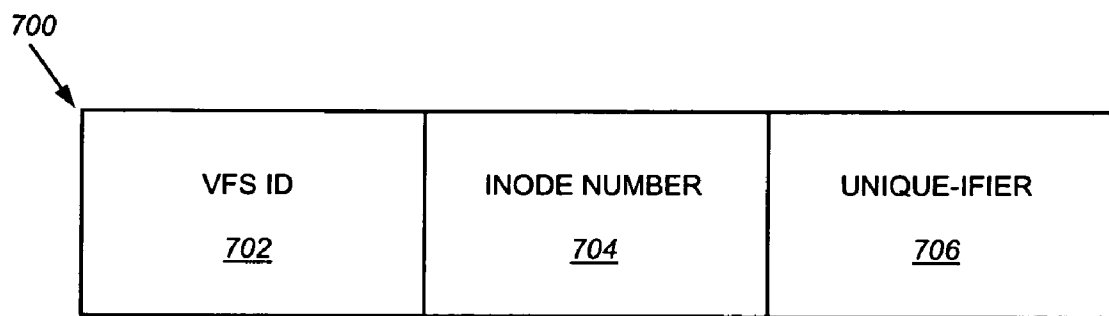 700
VFS ID
702
INODE NUMBER
704
UNIQUE-IFIER
706